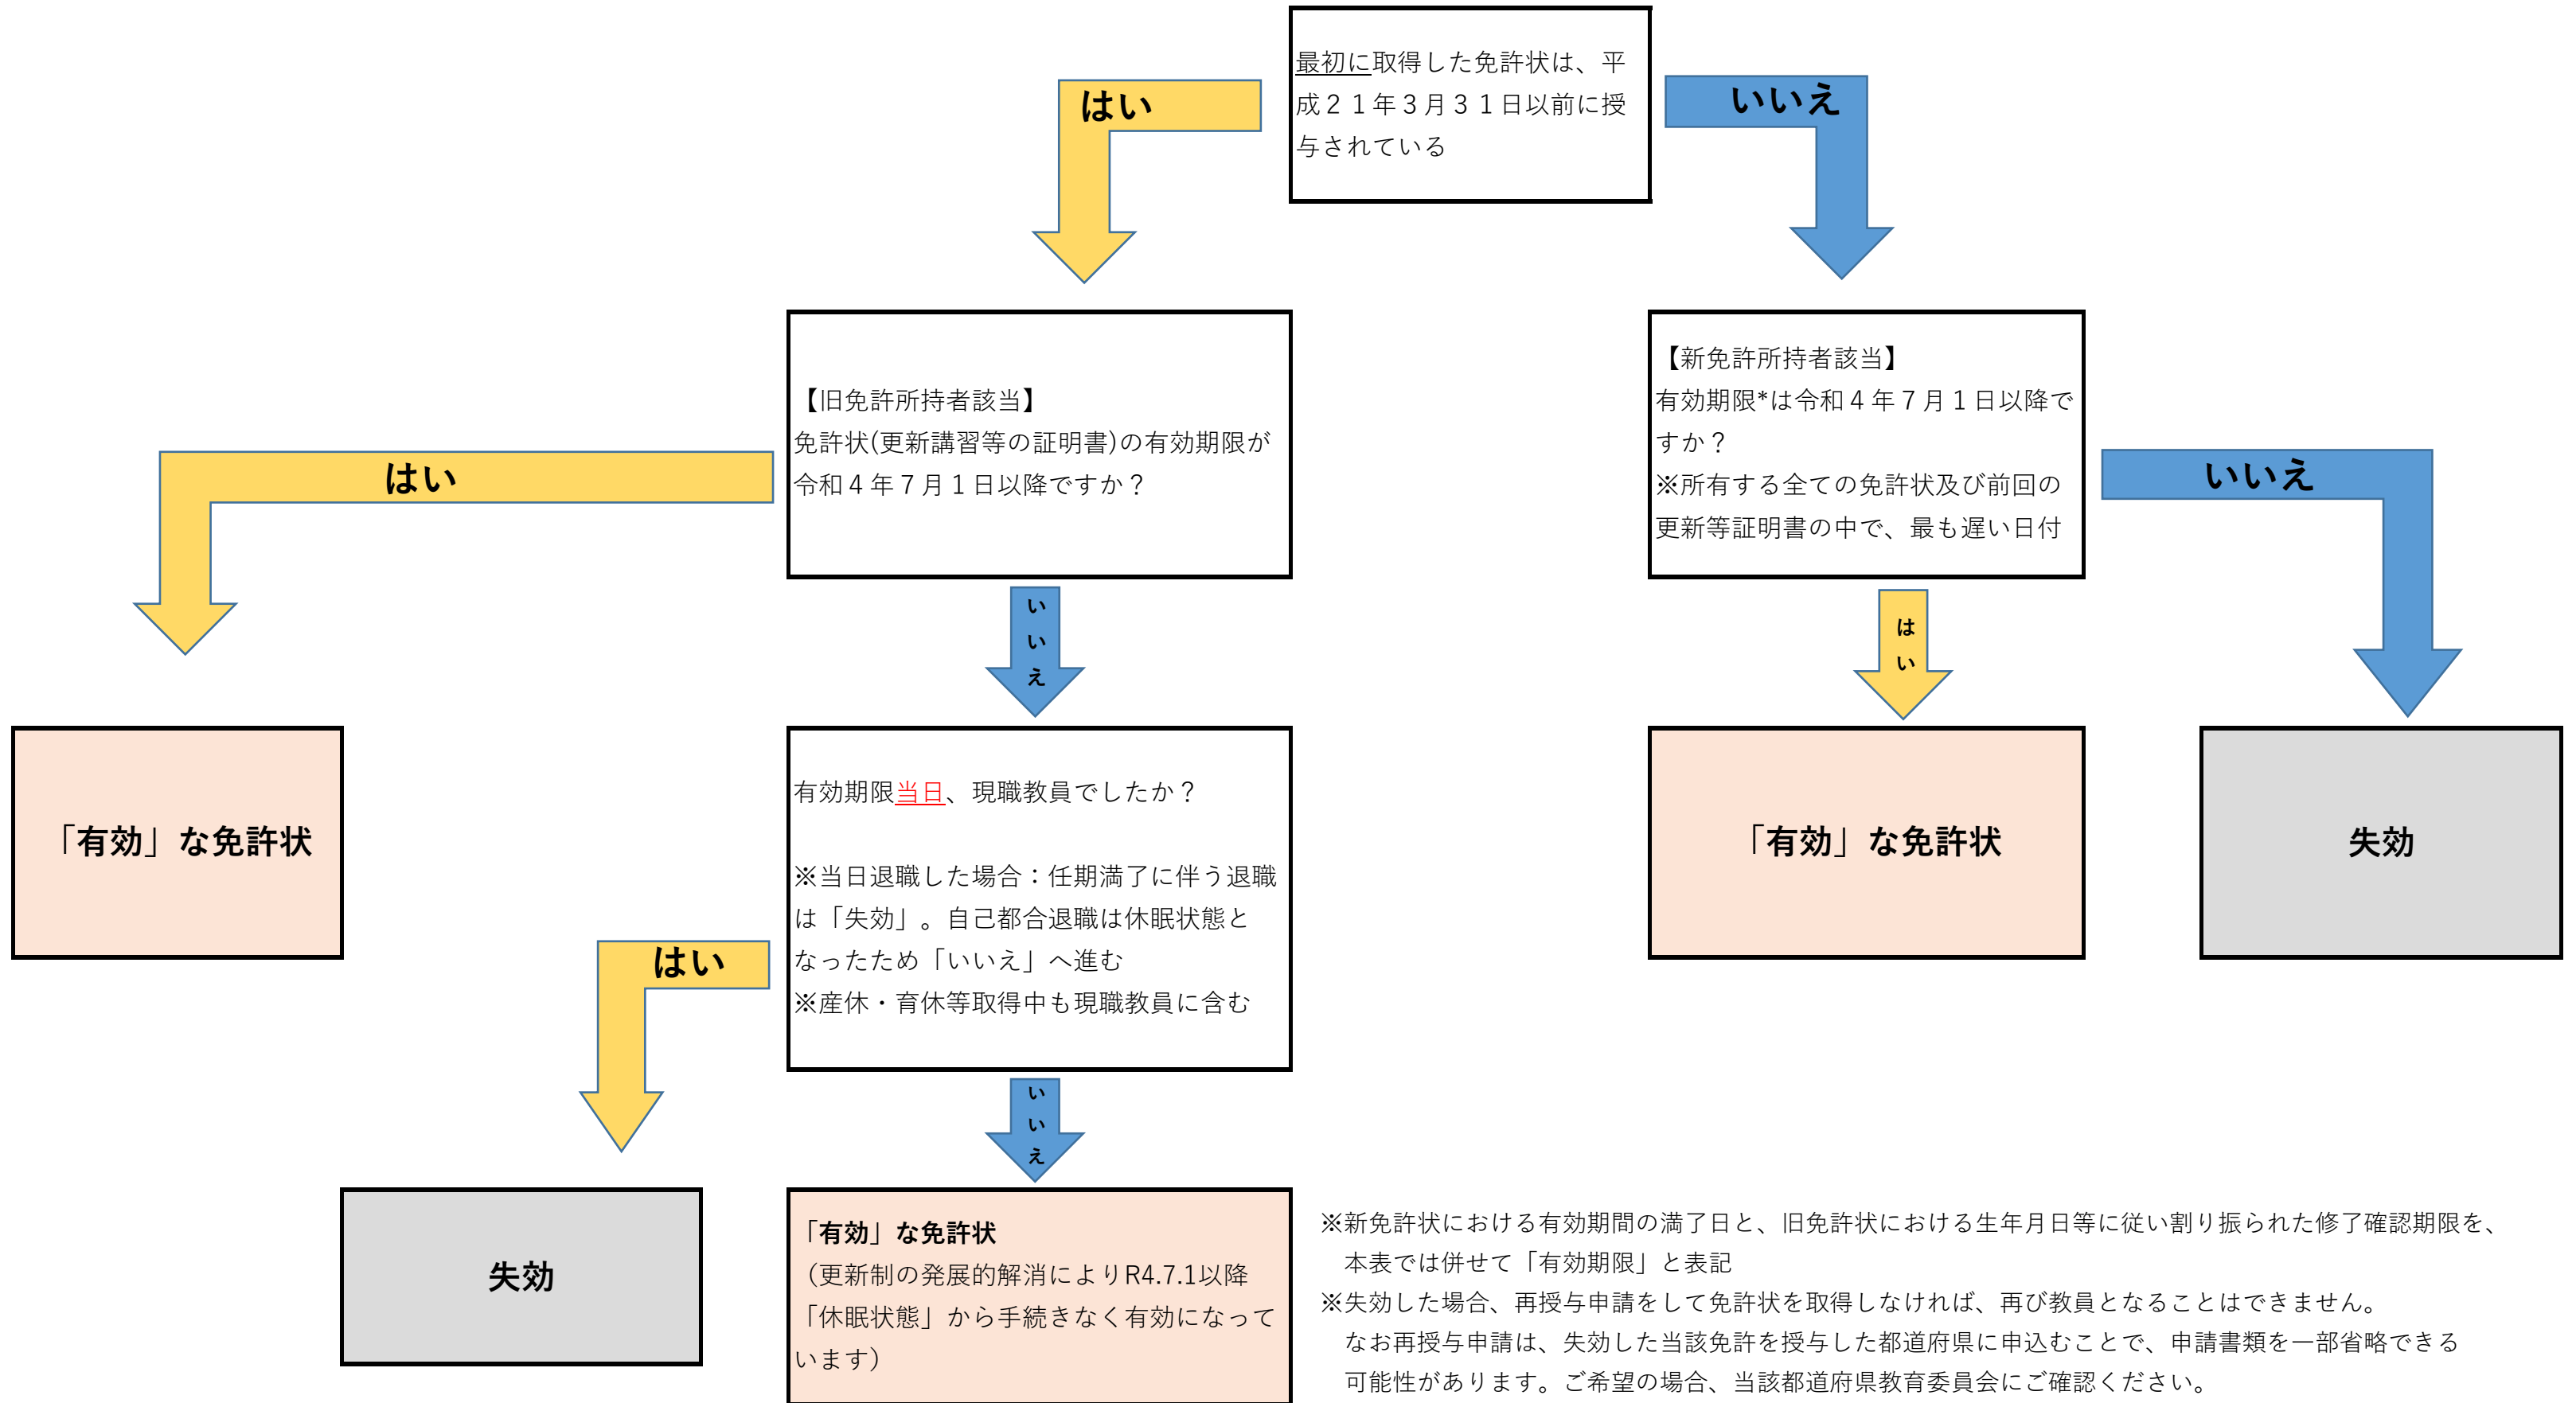 最初に取得した免許状は、平
成２１年３月３１日以前に授
与されている
はい
いいえ
【旧免許所持者該当】
免許状(更新講習等の証明書)の有効期限が
令和４年７月１日以降ですか？
【新免許所持者該当】
有効期限*は令和４年７月１日以降で
すか？
※所有する全ての免許状及び前回の
更新等証明書の中で、最も遅い日付
はい
いいえ
いいえ
はい
「有効」な免許状
有効期限当日、現職教員でしたか？
※当日退職した場合：任期満了に伴う退職
は「失効」。自己都合退職は休眠状態と
なったため「いいえ」へ進む
※産休・育休等取得中も現職教員に含む
「有効」な免許状
失効
はい
いいえ
失効
「有効」な免許状
（更新制の発展的解消によりR4.7.1以降
「休眠状態」から手続きなく有効になって
います）
※新免許状における有効期間の満了日と、旧免許状における生年月日等に従い割り振られた修了確認期限を、
本表では併せて「有効期限」と表記
※失効した場合、再授与申請をして免許状を取得しなければ、再び教員となることはできません。
なお再授与申請は、失効した当該免許を授与した都道府県に申込むことで、申請書類を一部省略できる
可能性があります。ご希望の場合、当該都道府県教育委員会にご確認ください。